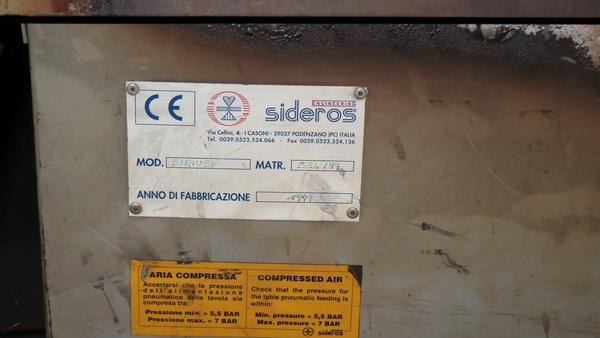 CE
ENGINEERING
sideros
Via Cellini, 4 - I CASONI - 29027 PODENZANO (PC) ITALIA
Tel. 0039.0523.524.066 - Fax 0039.0523.524.136
MOD.
MATR.
ANNO DI FABBRICAZIONE 1999
ARIA COMPRESSA
Accertarsi che la pressione
dell'alimentazione
pneumatica della tavola sia
compresa tra:
Pressione min. = 5,5 BAR
Pressione max. = 7 BAR
COMPRESSED AIR
Check that the pressure for
the table pneumatic feeding is
within:
Min. pressure = 5,5 BAR
Max. pressure = 7 BAR
sideros